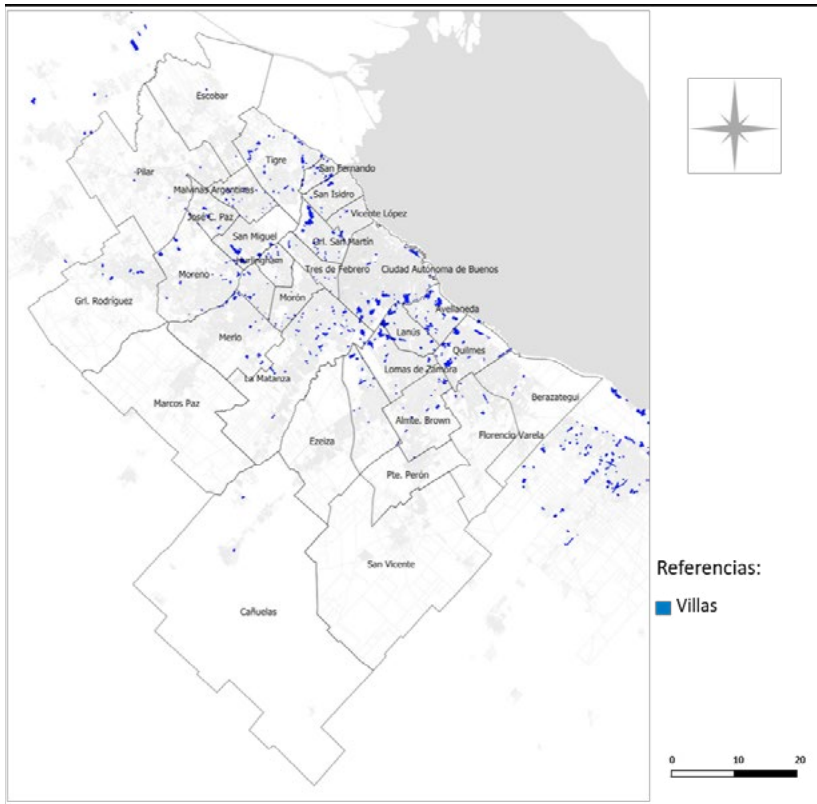 Escobar
Tigre
San Fernando
Pilar
Malvinas Argentinas
San Isidro
José C. Paz
Vicente López
San Miguel
Grl. San Martín
Hurlingham
Tres de Febrero
Ciudad Autónoma de Buenos
Moreno
Grl. Rodríguez
Morón
Avellaneda
Merlo
Lanús
Quilmes
Lomas de Zamora
La Matanza
Berazategui
Marcos Paz
Almte. Brown
Florencio Varela
Ezeiza
Pte. Perón
San Vicente
Cañuelas
Referencias:
Villas
0 10 20